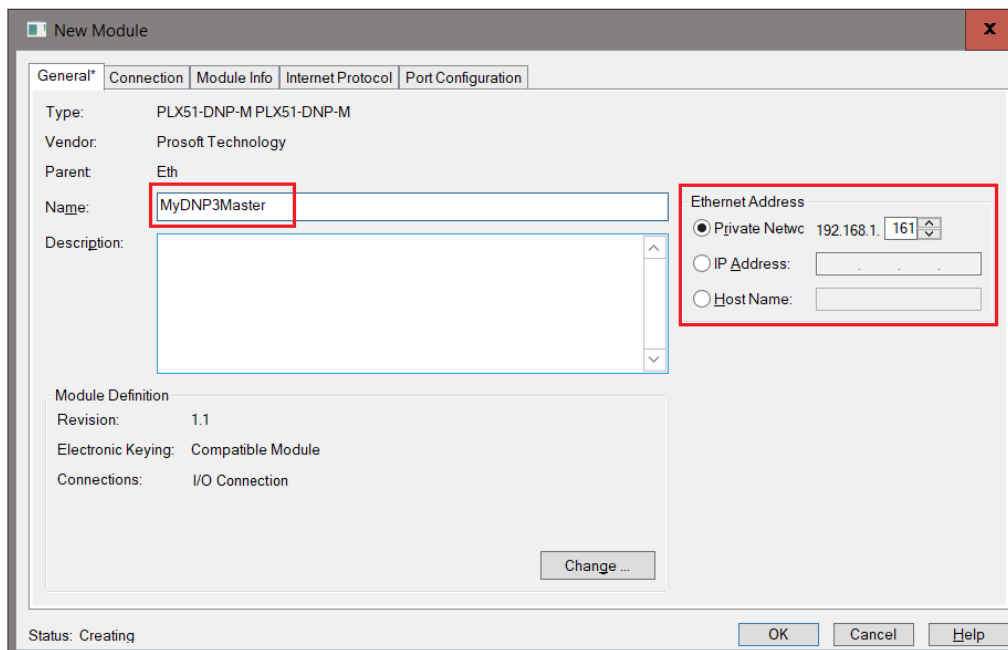 New Module
x
General* Connection Module Info Internet Protocol Port Configuration
Type: PLX51-DNP-M PLX51-DNP-M
Vendor: Prosoft Technology
Parent: Eth
Name: MyDNP3Master
Description:
Ethernet Address
Private Netwc 192.168.1. 161
IP Address: . . .
Host Name:
Module Definition
Revision: 1.1
Electronic Keying: Compatible Module
Connections: I/O Connection
Change ...
Status: Creating OK Cancel Help